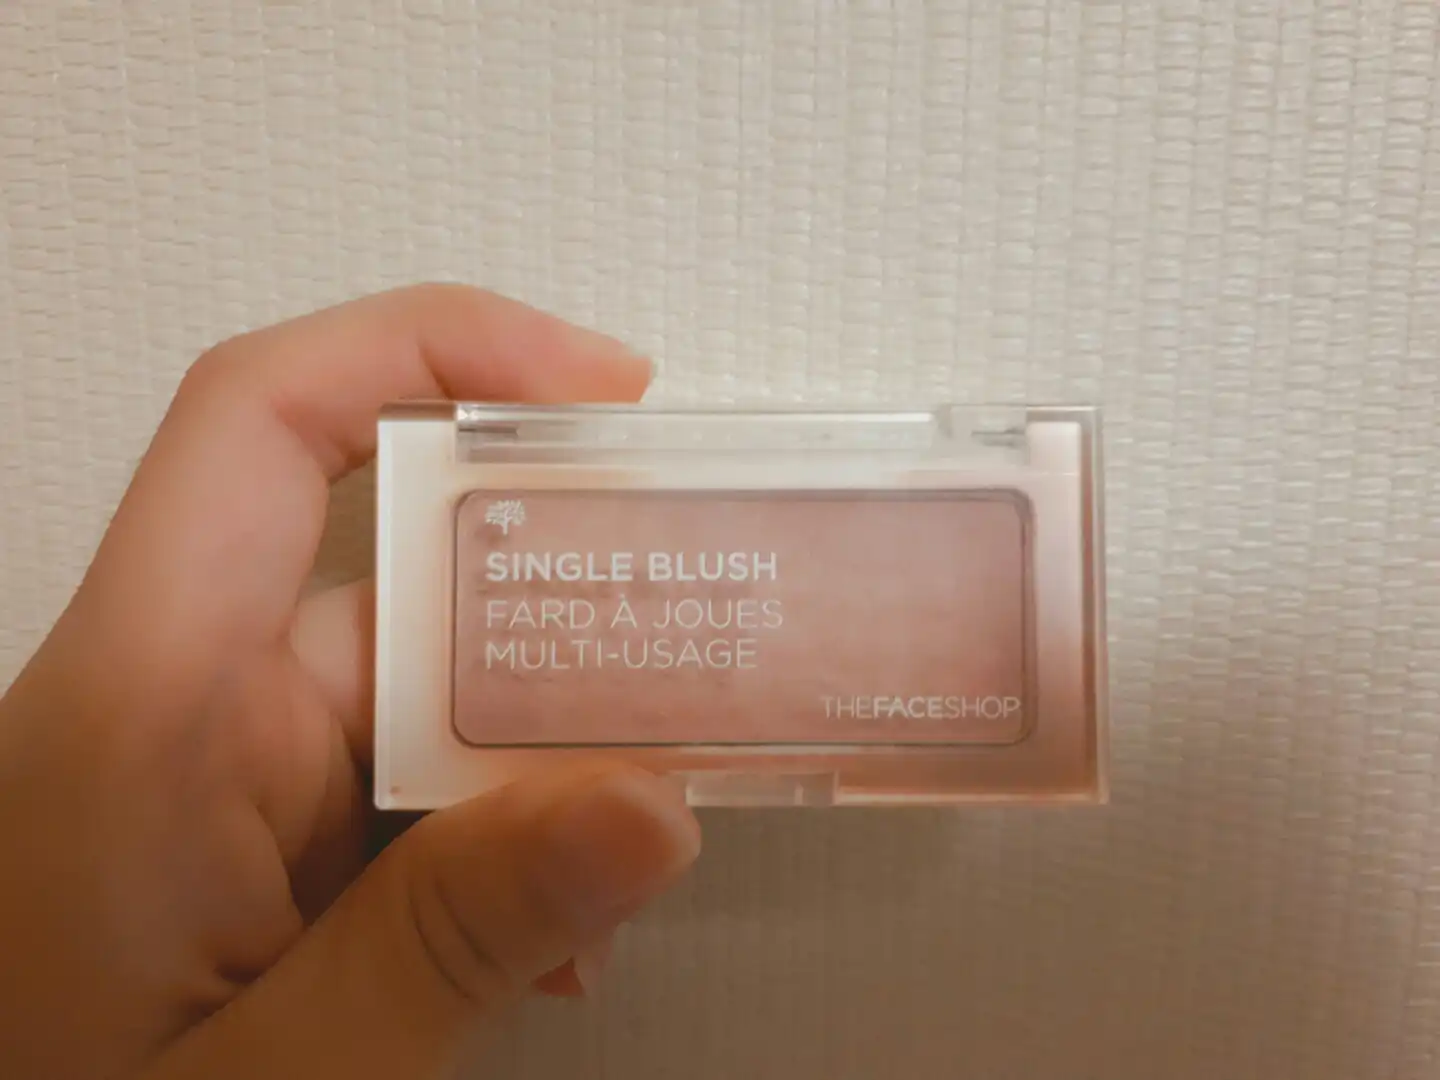 SINGLE BLUSH
FARD À JOUES
MULTI-USAGE
THEFACESHOP